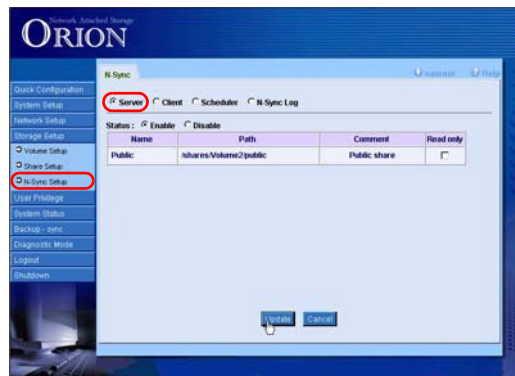 Network Attached Storage
ORION
N-Sync
Help
Quick Configuration
System Setup
Network Setup
Storage Setup
Volume Setup
Share Setup
N-Sync Setup
User Privilege
System Status
Backup - sync
Diagnostic Mode
Logout
Shutdown
Server Client Scheduler N-Sync Log
Status : Enable Disable
Name Path Comment Read only
Public /shares/Volume2/public Public share
Update Cancel